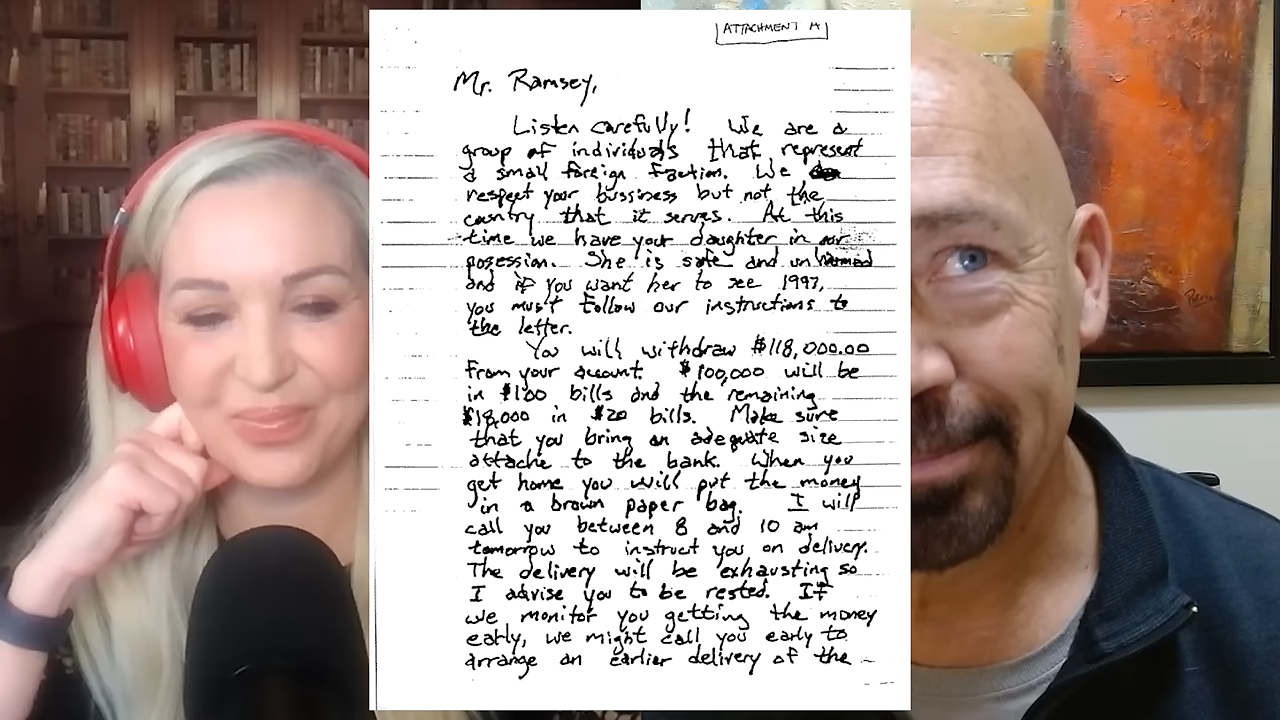 ATTACHMENT A
Mr. Ramsey,
Listen carefully! We are a
group of individuals that represent
a small foreign faction. We
respect your bussiness but not the
country that it serves. At this
time we have your daughter in our
posession. She is safe and unharmed
and if you want her to see 1997,
you must follow our instructions to
the letter.
You will withdraw $118,000.00
from your account. $100,000 will be
in $100 bills and the remaining
$18,000 in $20 bills. Make sure
that you bring an adequate size
attache to the bank. When you
get home you will put the money
in a brown paper bag. I will
call you between 8 and 10 am
tomorrow to instruct you on delivery.
The delivery will be exhausting so
I advise you to be rested. If
we monitor you getting the money
early, we might call you early to
arrange an earlier delivery of the